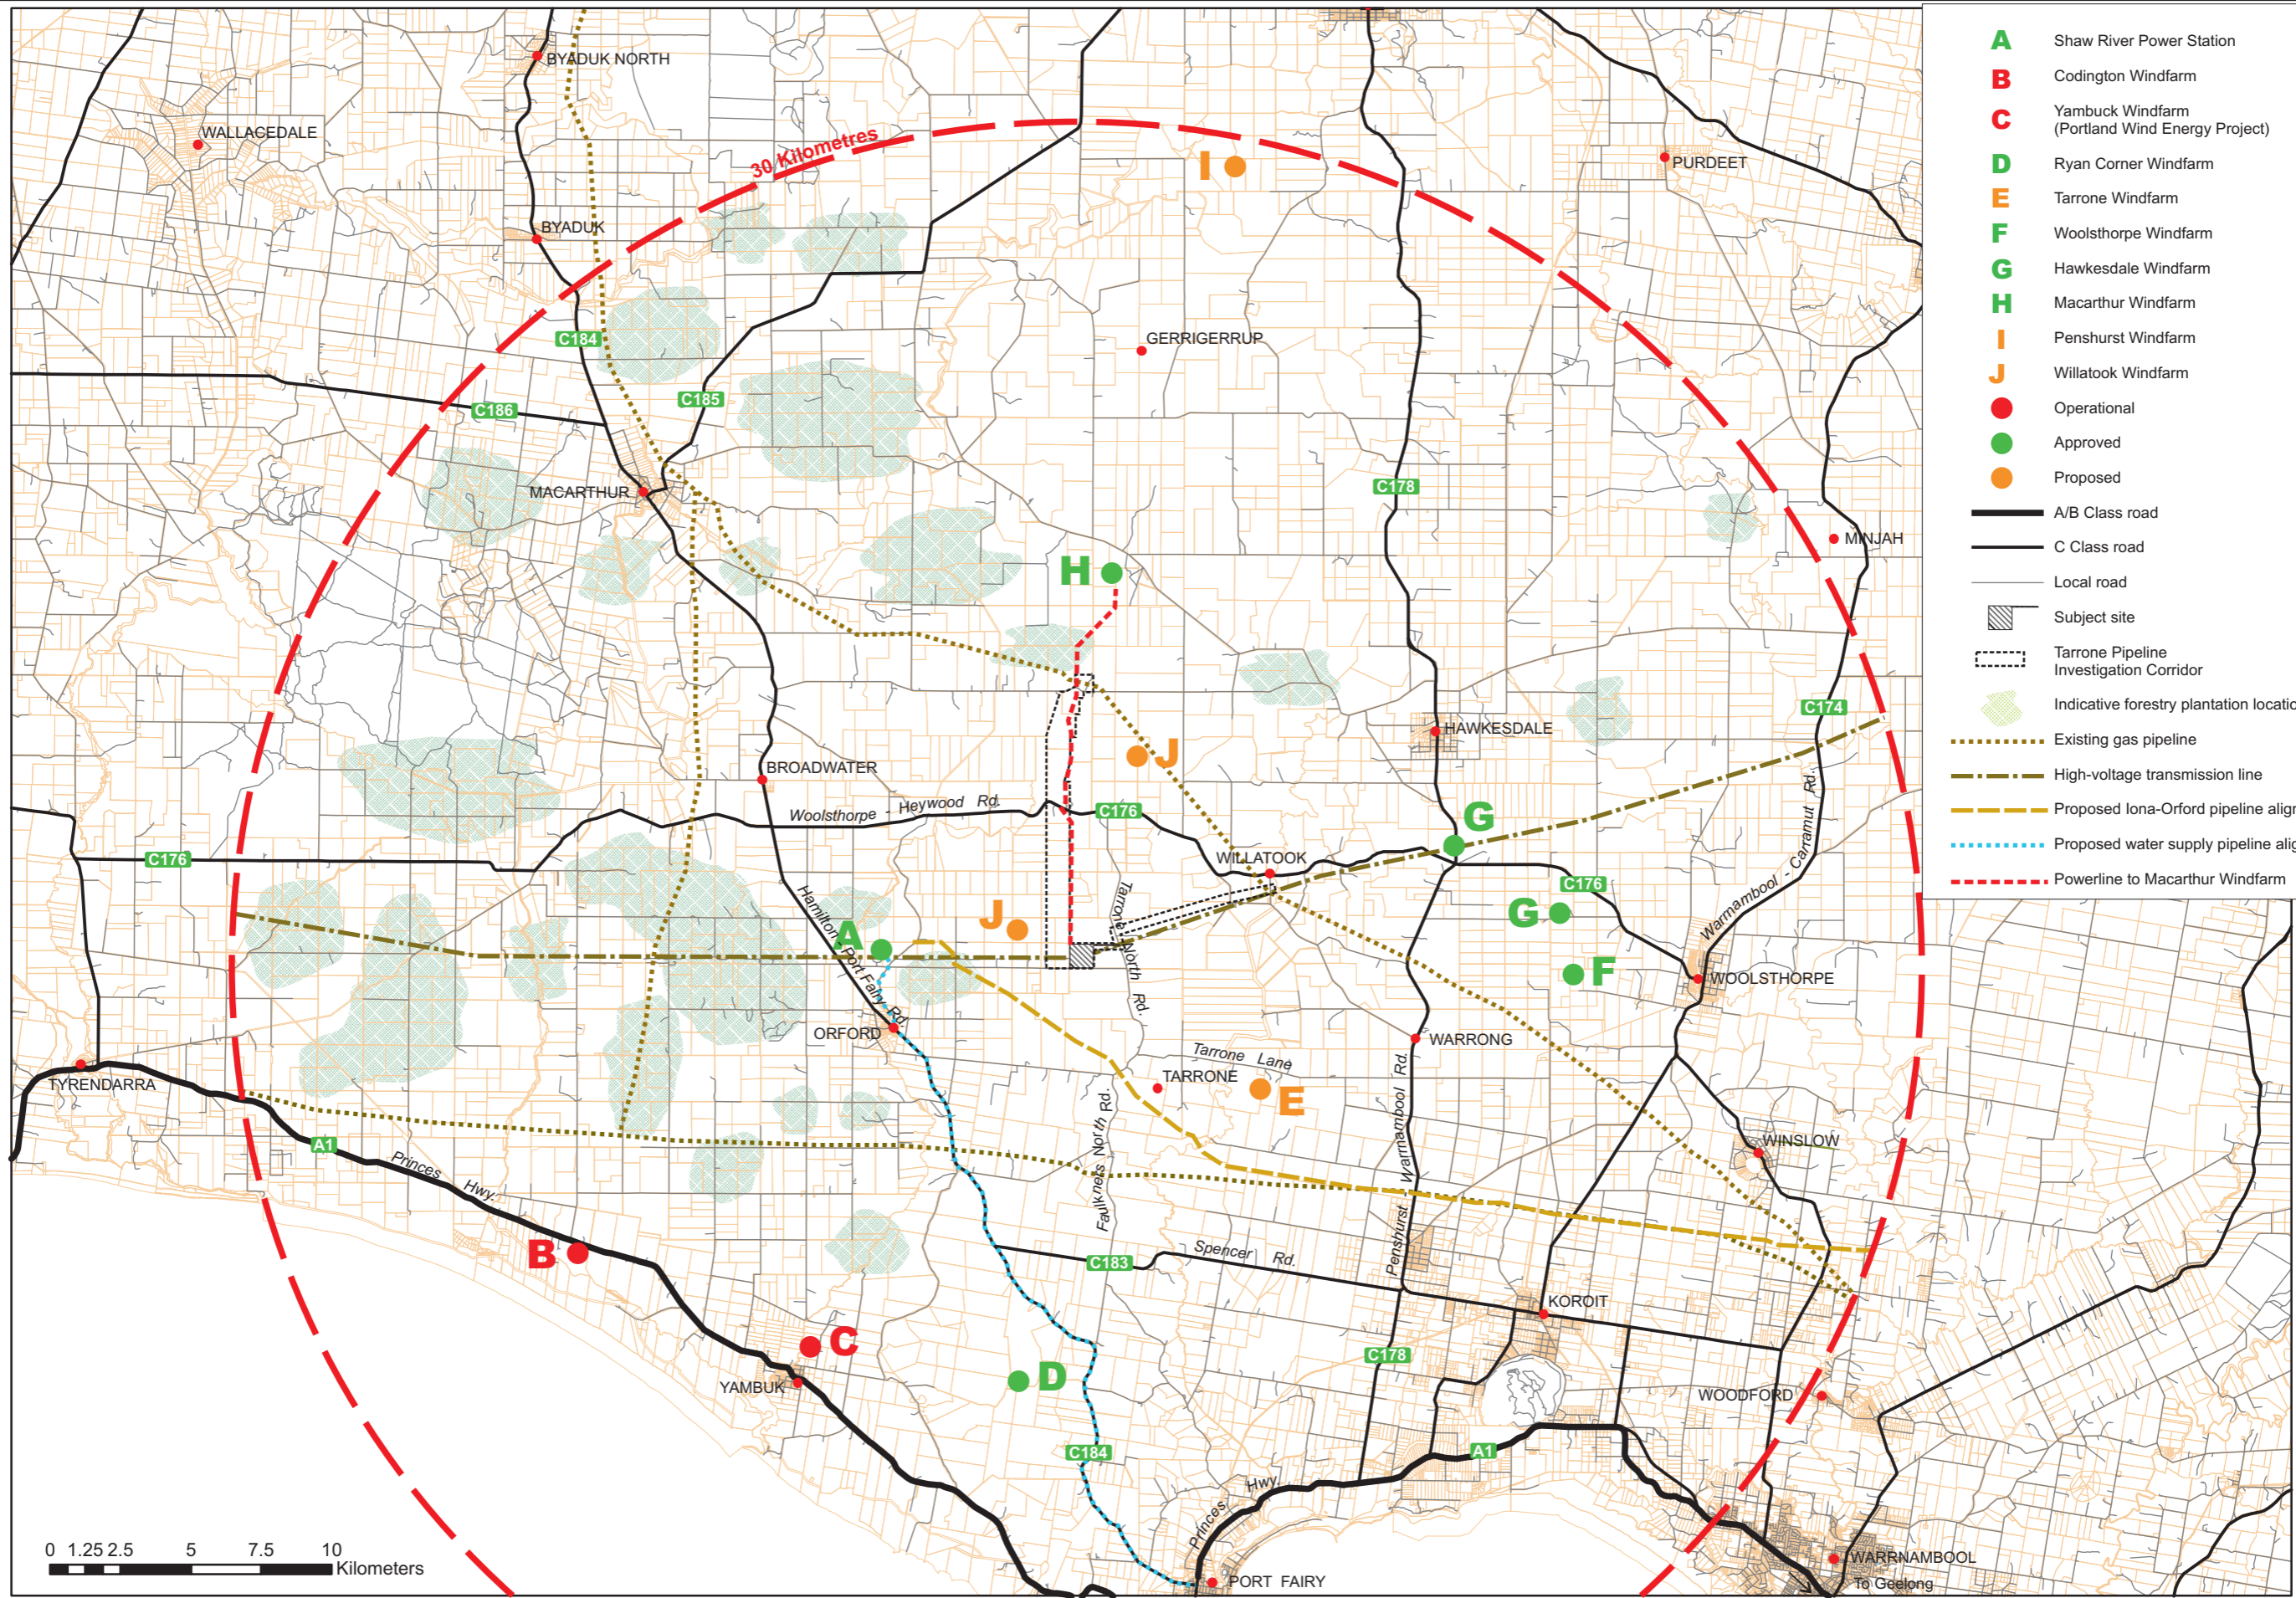 BYADUK NORTH
WALLACEDALE
30 Kilometres
I
PURDEET
BYADUK
C184
GERRIGERRUP
C185
C186
MACARTHUR
C178
MINJAH
H
HAWKESDALE
C174
J
BROADWATER
Woolsthorpe - Heywood Rd.
C176
G
WILLATOOK
C176
C176
Warrnambool - Carramut Rd.
Hamilton Port Fairy Rd.
Tarrone North Rd.
J
G
A
F
WOOLSTHORPE
ORFORD
WARRONG
Tarrone Lane
TARRONE
E
TYRENDARRA
Faulkners North Rd.
Penshurst Warrnambool Rd.
WINSLOW
A1
Princes Hwy.
B
C183
Spencer Rd.
KOROIT
C
C178
D
YAMBUK
WOODFORD
C184
A1
Princes Hwy.
WARRNAMBOOL
To Geelong
PORT FAIRY
0 1.25 2.5 5 7.5 10
Kilometers
A Shaw River Power Station
B Codington Windfarm
C Yambuck Windfarm
(Portland Wind Energy Project)
D Ryan Corner Windfarm
E Tarrone Windfarm
F Woolsthorpe Windfarm
G Hawkesdale Windfarm
H Macarthur Windfarm
I Penshurst Windfarm
J Willatook Windfarm
Operational
Approved
Proposed
A/B Class road
C Class road
Local road
Subject site
Tarrone Pipeline
Investigation Corridor
Indicative forestry plantation locatio
Existing gas pipeline
High-voltage transmission line
Proposed Iona-Orford pipeline align
Proposed water supply pipeline alig
Powerline to Macarthur Windfarm